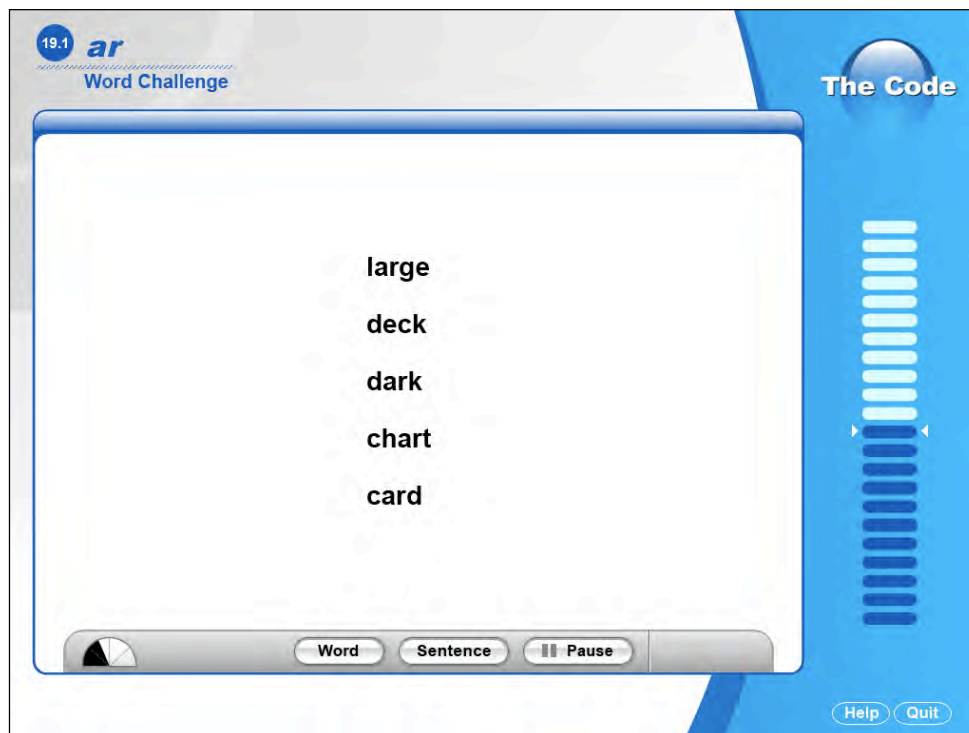 19.1 ar
Word Challenge
The Code
large
deck
dark
chart
card
Word Sentence Pause
Help Quit